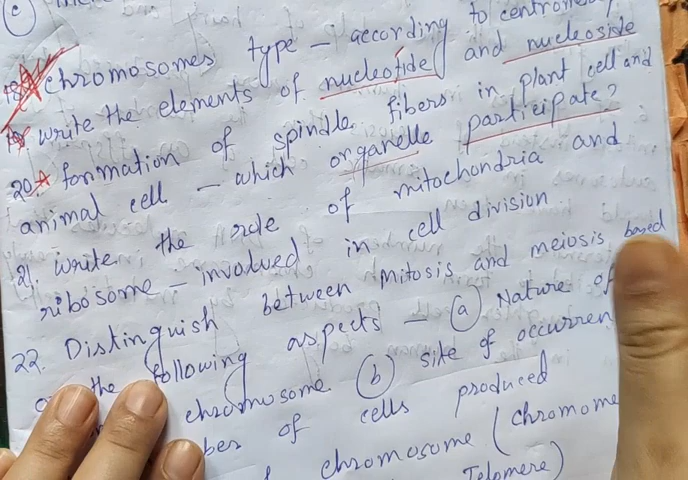 (c)
18. chromosomes type - according to centromere
19. write the elements of nucleotide and nucleoside
20. formation of spindle fibers in plant cell and
animal cell - which organelle participate?
21. write the role of mitochondria and
ribosome - involved in cell division
22. Distinguish between mitosis and meiosis based
the following aspects - (a) Nature of
chromosome (b) site of occurren
ber of cells produced
chromosome (chromome
Telomere)